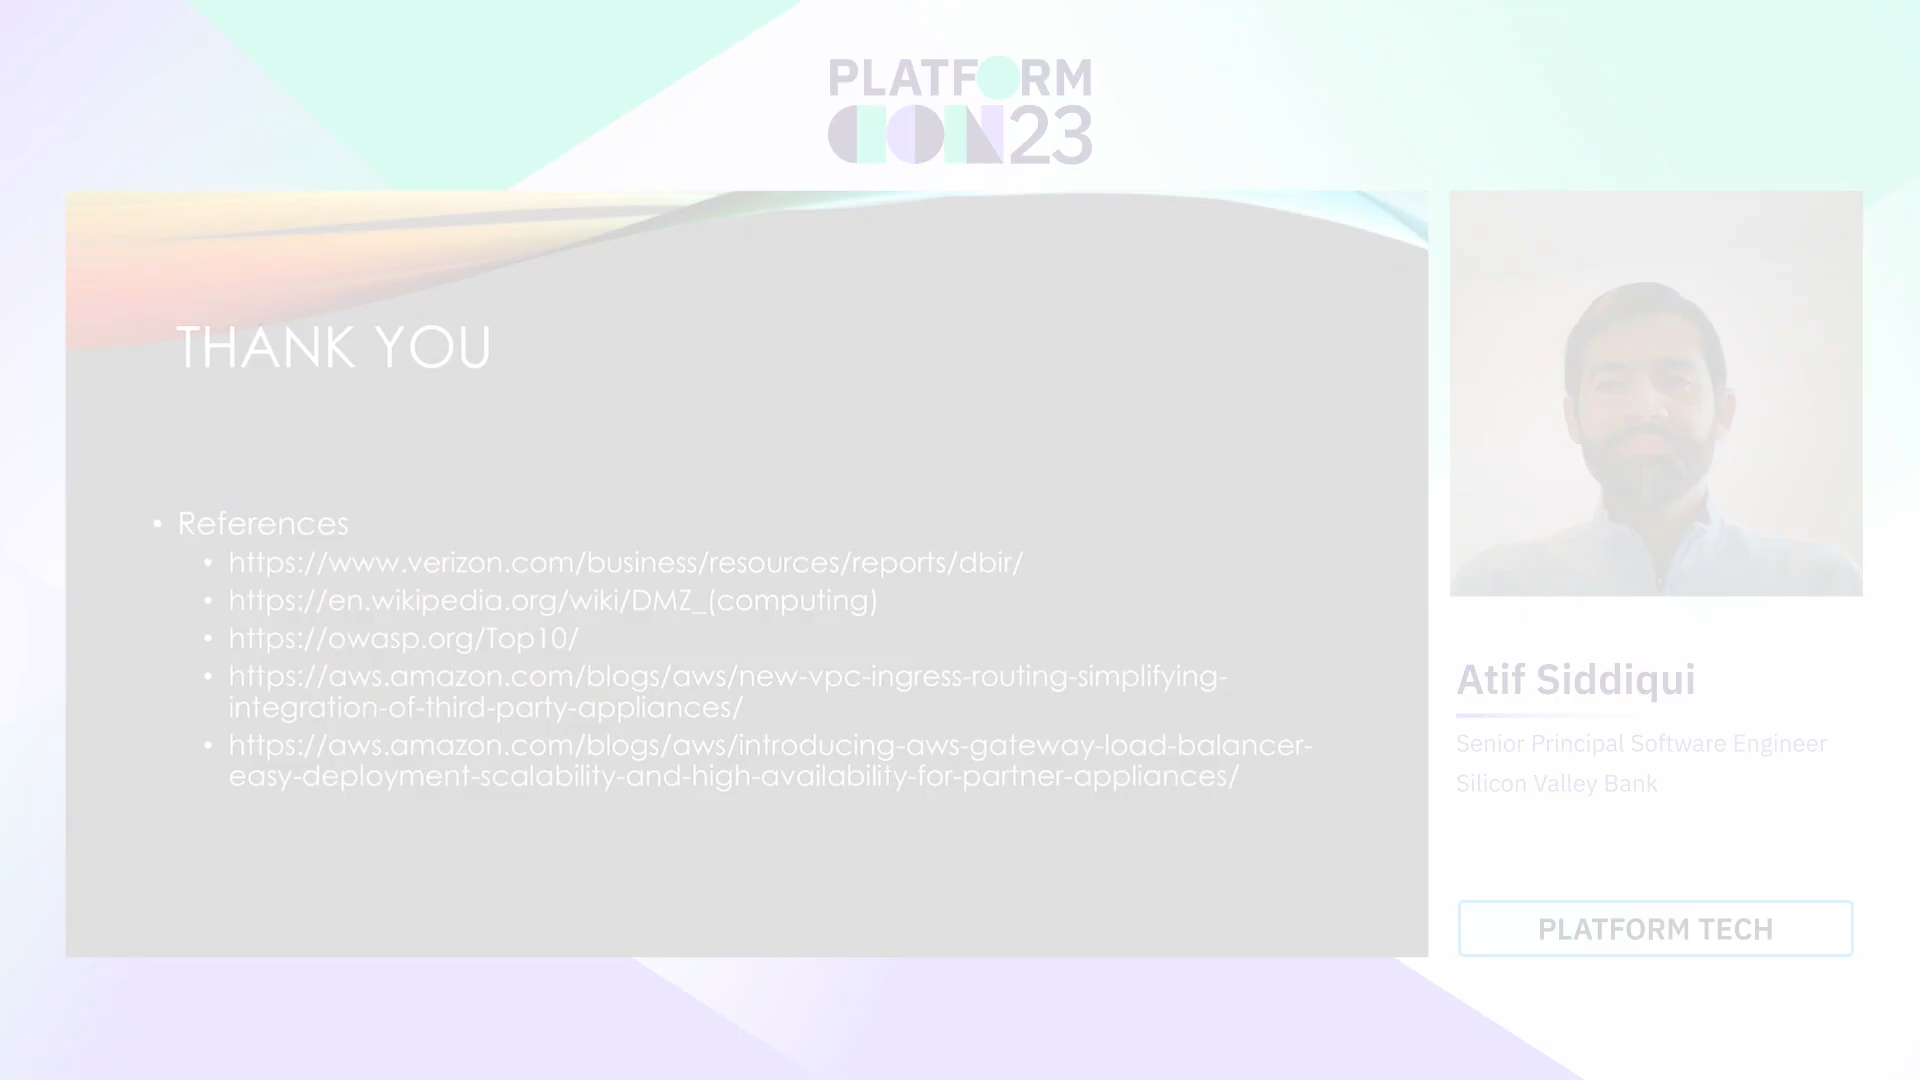 PLATFORM
CON23
THANK YOU
• References
• https://www.verizon.com/business/resources/reports/dbir/
• https://en.wikipedia.org/wiki/DMZ_(computing)
• https://owasp.org/Top10/
• https://aws.amazon.com/blogs/aws/new-vpc-ingress-routing-simplifying-
integration-of-third-party-appliances/
• https://aws.amazon.com/blogs/aws/introducing-aws-gateway-load-balancer-
easy-deployment-scalability-and-high-availability-for-partner-appliances/
Atif Siddiqui
Senior Principal Software Engineer
Silicon Valley Bank
PLATFORM TECH